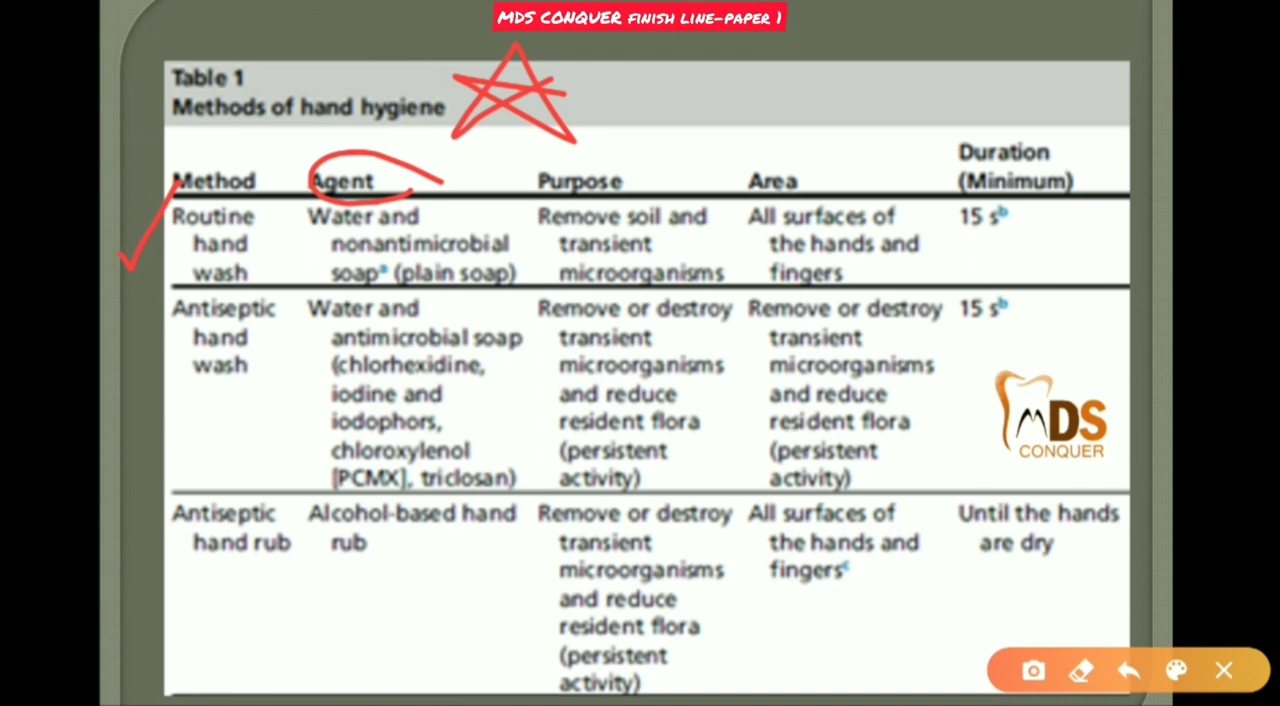 MDS CONQUER FINISH LINE-PAPER 1
Table 1
Methods of hand hygiene
Duration
Method Agent Purpose Area (Minimum)
Routine Water and Remove soil and All surfaces of 15 sᵇ
hand nonantimicrobial transient the hands and
wash soapᵃ (plain soap) microorganisms fingers
Antiseptic Water and Remove or destroy Remove or destroy 15 sᵇ
hand antimicrobial soap transient transient
wash (chlorhexidine, microorganisms microorganisms
iodine and and reduce and reduce
iodophors, resident flora resident flora
chloroxylenol (persistent (persistent
[PCMX], triclosan) activity) activity)
MDS
CONQUER
Antiseptic Alcohol-based hand Remove or destroy All surfaces of Until the hands
hand rub rub transient the hands and are dry
microorganisms fingersᶜ
and reduce
resident flora
(persistent
activity)